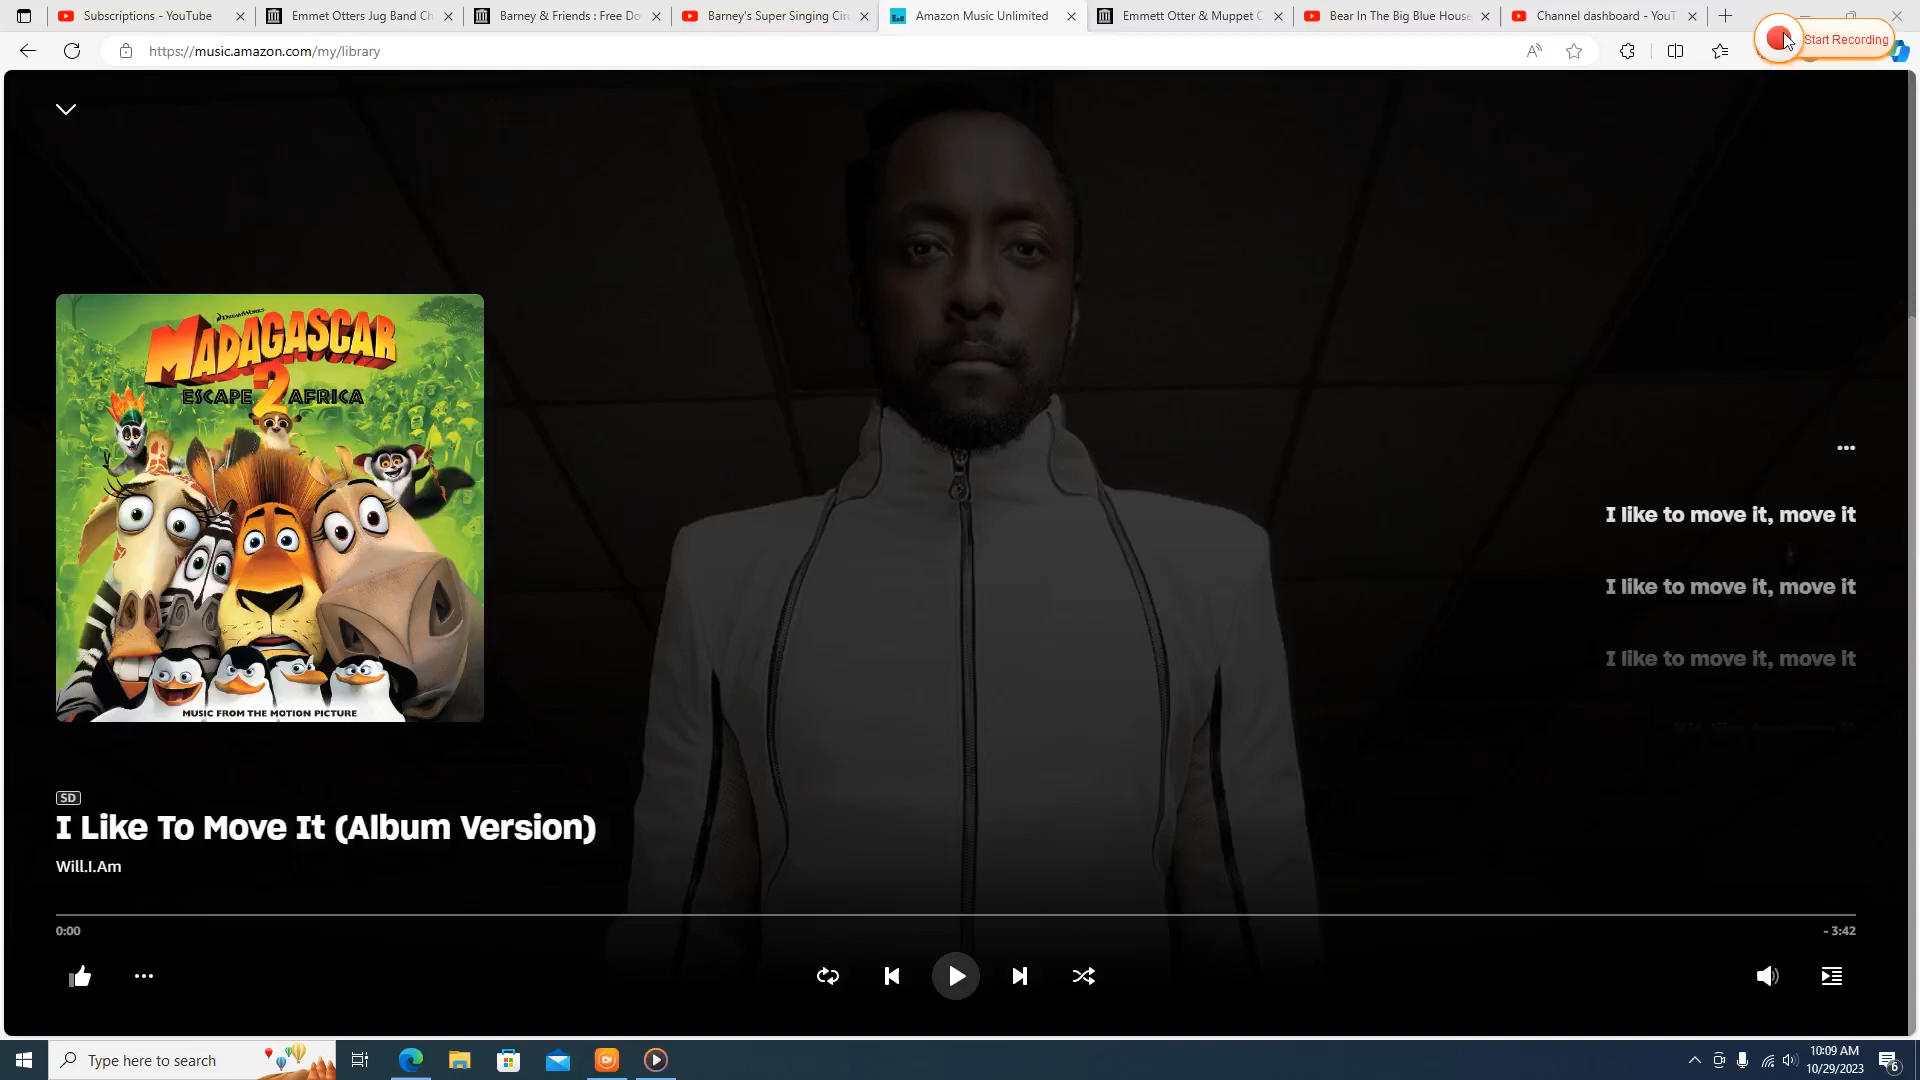 Subscriptions - YouTube
Emmet Otters Jug Band Ch
Barney & Friends : Free Do
Barney's Super Singing Circ
Amazon Music Unlimited
Emmett Otter & Muppet C
Bear In The Big Blue House
Channel dashboard - YouT
https://music.amazon.com/my/library
Start Recording
DREAMWORKS
MADAGASCAR
2
ESCAPE AFRICA
MUSIC FROM THE MOTION PICTURE
I like to move it, move it
I like to move it, move it
I like to move it, move it
SD
I Like To Move It (Album Version)
Will.I.Am
0:00
- 3:42
Type here to search
10:09 AM
10/29/2023
6